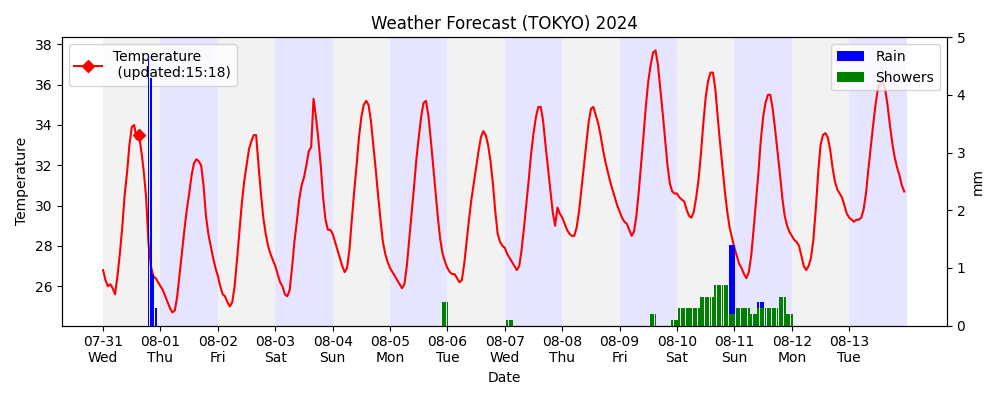 Weather Forecast (TOKYO) 2024
Temperature
(updated:15:18)
Rain
Showers
Temperature
38
36
34
32
30
28
26
5
4
3
2
1
0
mm
07-31 08-01 08-02 08-03 08-04 08-05 08-06 08-07 08-08 08-09 08-10 08-11 08-12 08-13
Wed Thu Fri Sat Sun Mon Tue Wed Thu Fri Sat Sun Mon Tue
Date